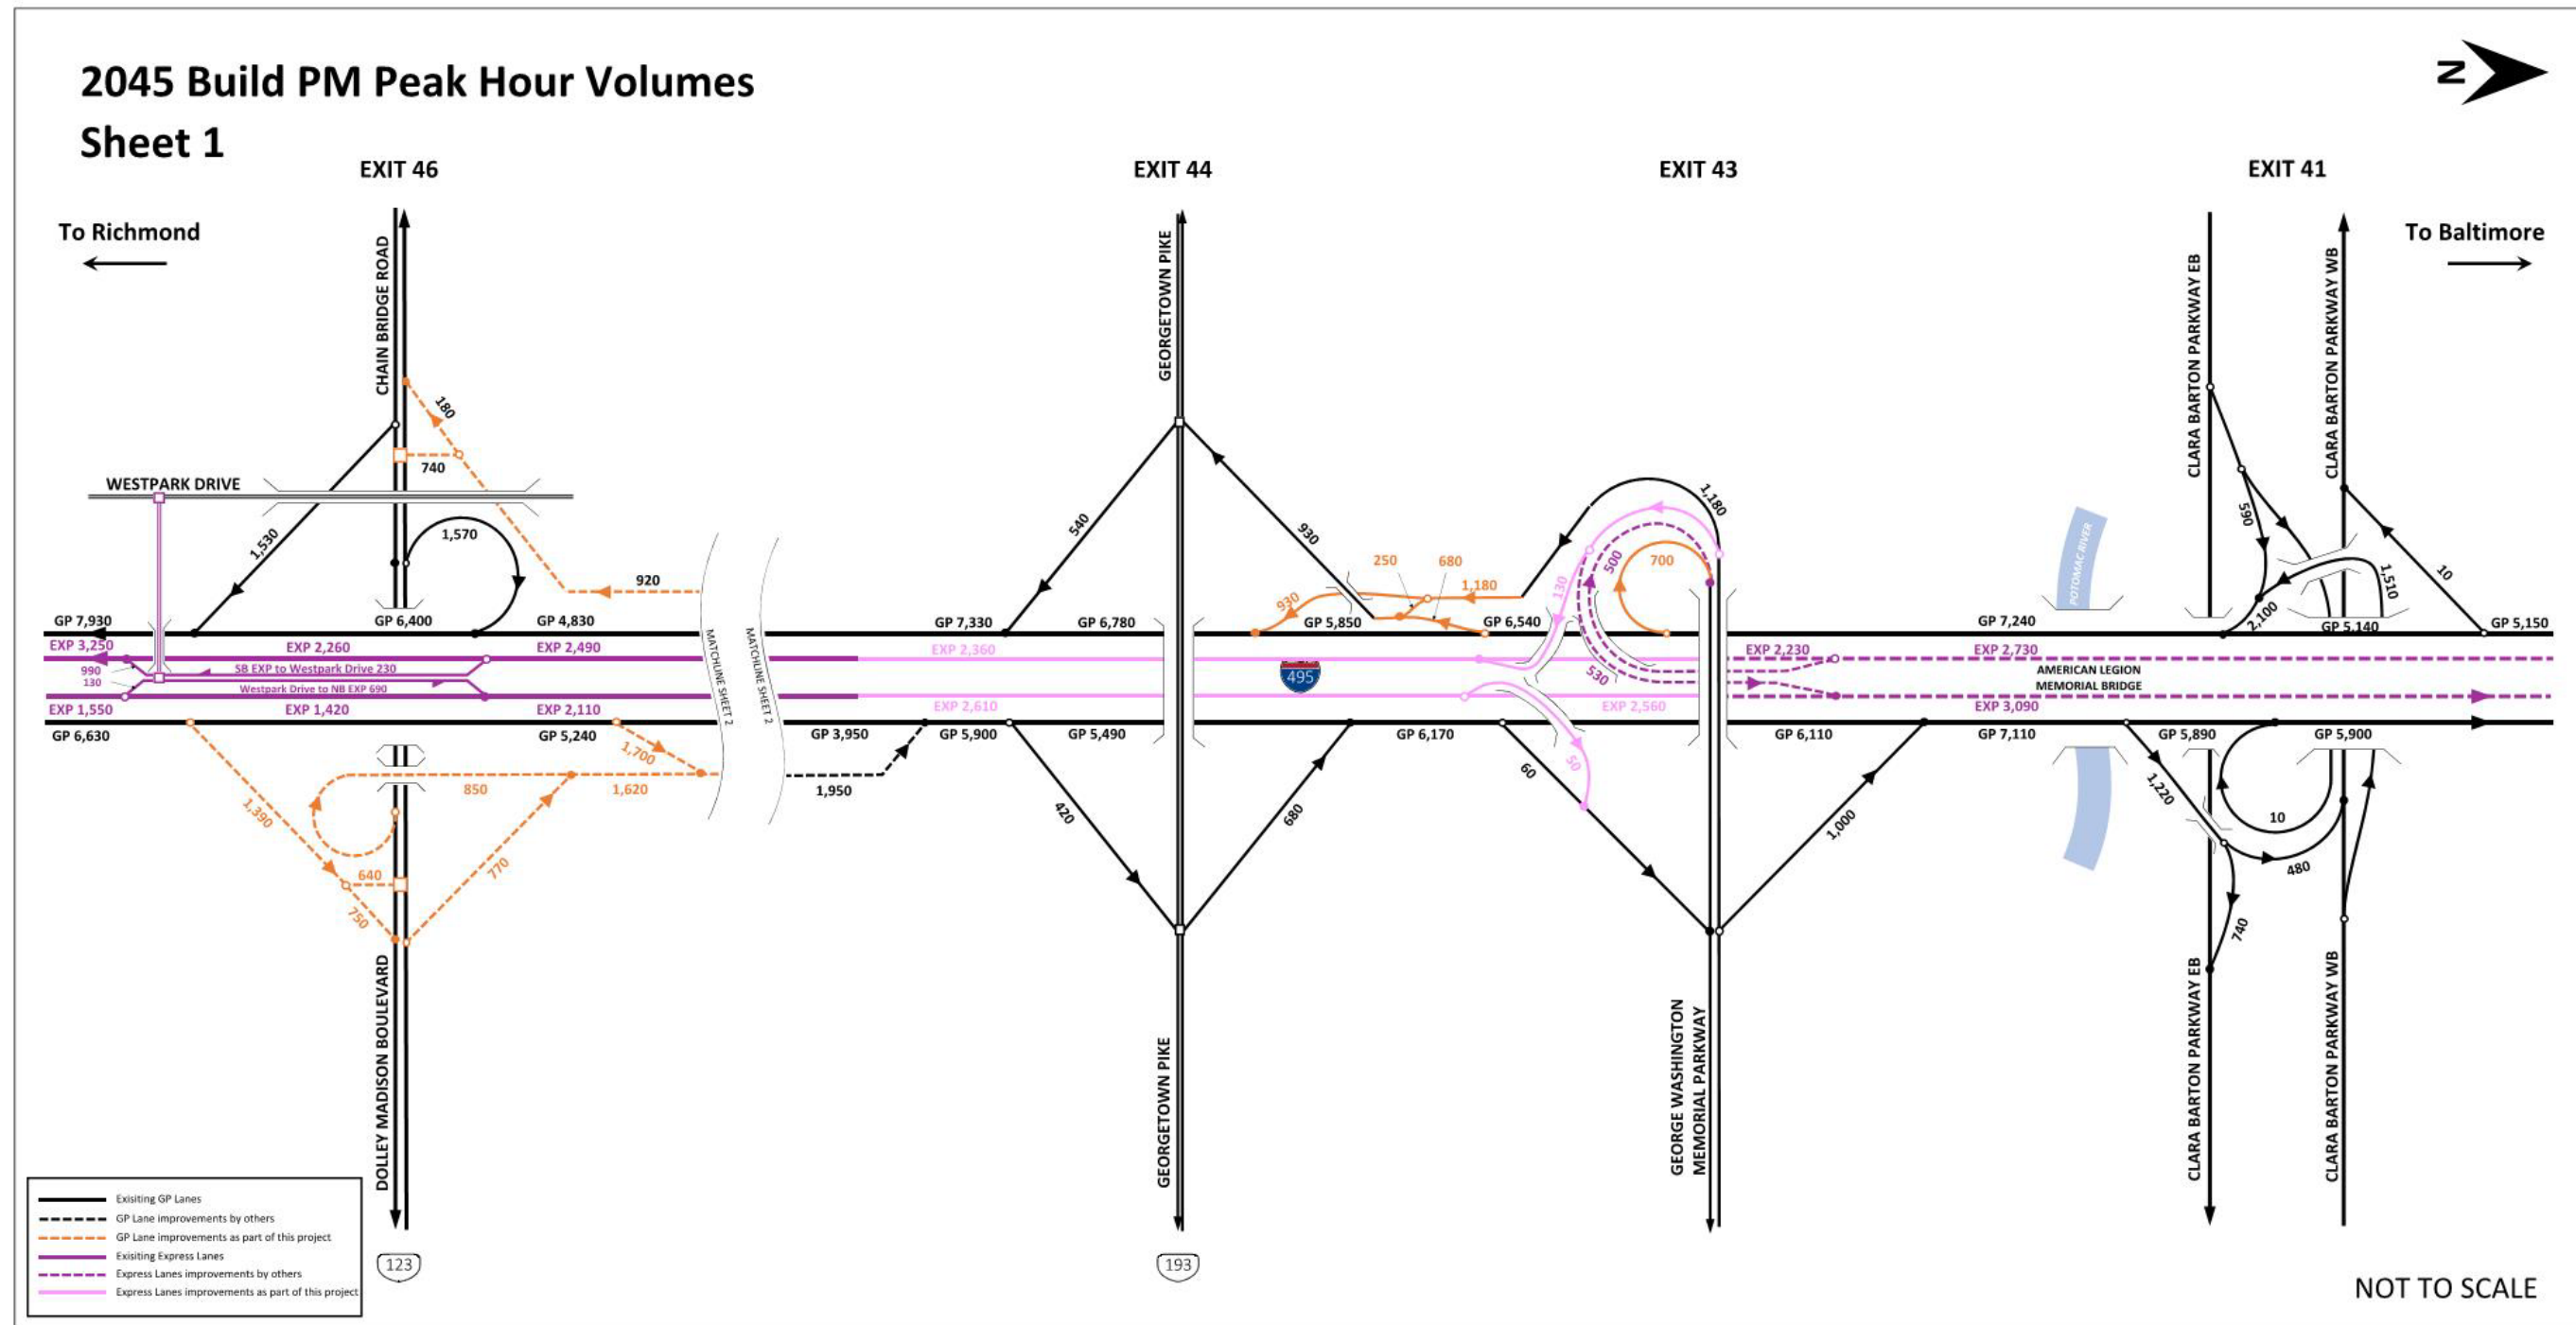 2045 Build PM Peak Hour Volumes
Sheet 1
N
EXIT 46
EXIT 44
EXIT 43
EXIT 41
To Richmond
To Baltimore
CHAIN BRIDGE ROAD
GEORGETOWN PIKE
CLARA BARTON PARKWAY EB
CLARA BARTON PARKWAY WB
180
740
WESTPARK DRIVE
1,530
1,570
920
540
930
1,180
250
680
1,180
930
130
500
700
530
590
1,510
10
2,100
POTOMAC RIVER
GP 7,930
GP 6,400
GP 4,830
GP 7,330
GP 6,780
GP 5,850
GP 6,540
GP 7,240
GP 5,140
GP 5,150
EXP 3,250
EXP 2,260
EXP 2,490
EXP 2,360
EXP 2,230
EXP 2,730
990
130
SB EXP to Westpark Drive 230
Westpark Drive to NB EXP 690
495
AMERICAN LEGION
MEMORIAL BRIDGE
EXP 1,550
EXP 1,420
EXP 2,110
EXP 2,610
EXP 2,560
EXP 3,090
MATCHLINE SHEET 2
MATCHLINE SHEET 2
GP 6,630
GP 5,240
GP 3,950
GP 5,900
GP 5,490
GP 6,170
GP 6,110
GP 7,110
GP 5,890
GP 5,900
1,700
1,390
850
1,620
1,950
640
750
770
420
680
60
50
1,000
1,220
10
480
740
DOLLEY MADISON BOULEVARD
GEORGETOWN PIKE
GEORGE WASHINGTON
MEMORIAL PARKWAY
CLARA BARTON PARKWAY EB
CLARA BARTON PARKWAY WB
123
193
Exisiting GP Lanes
GP Lane improvements by others
GP Lane improvements as part of this project
Exisiting Express Lanes
Express Lanes improvements by others
Express Lanes improvements as part of this project
NOT TO SCALE